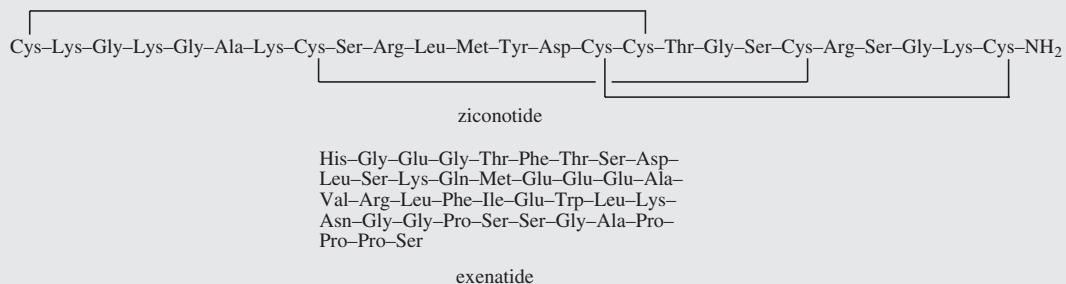 Cys–Lys–Gly–Lys–Gly–Ala–Lys–Cys–Ser–Arg–Leu–Met–Tyr–Asp–Cys–Cys–Thr–Gly–Ser–Cys–Arg–Ser–Gly–Lys–Cys–NH₂
ziconotide
His–Gly–Glu–Gly–Thr–Phe–Thr–Ser–Asp–
Leu–Ser–Lys–Gln–Met–Glu–Glu–Glu–Ala–
Val–Arg–Leu–Phe–Ile–Glu–Trp–Leu–Lys–
Asn–Gly–Gly–Pro–Ser–Ser–Gly–Ala–Pro–
Pro–Pro–Ser
exenatide